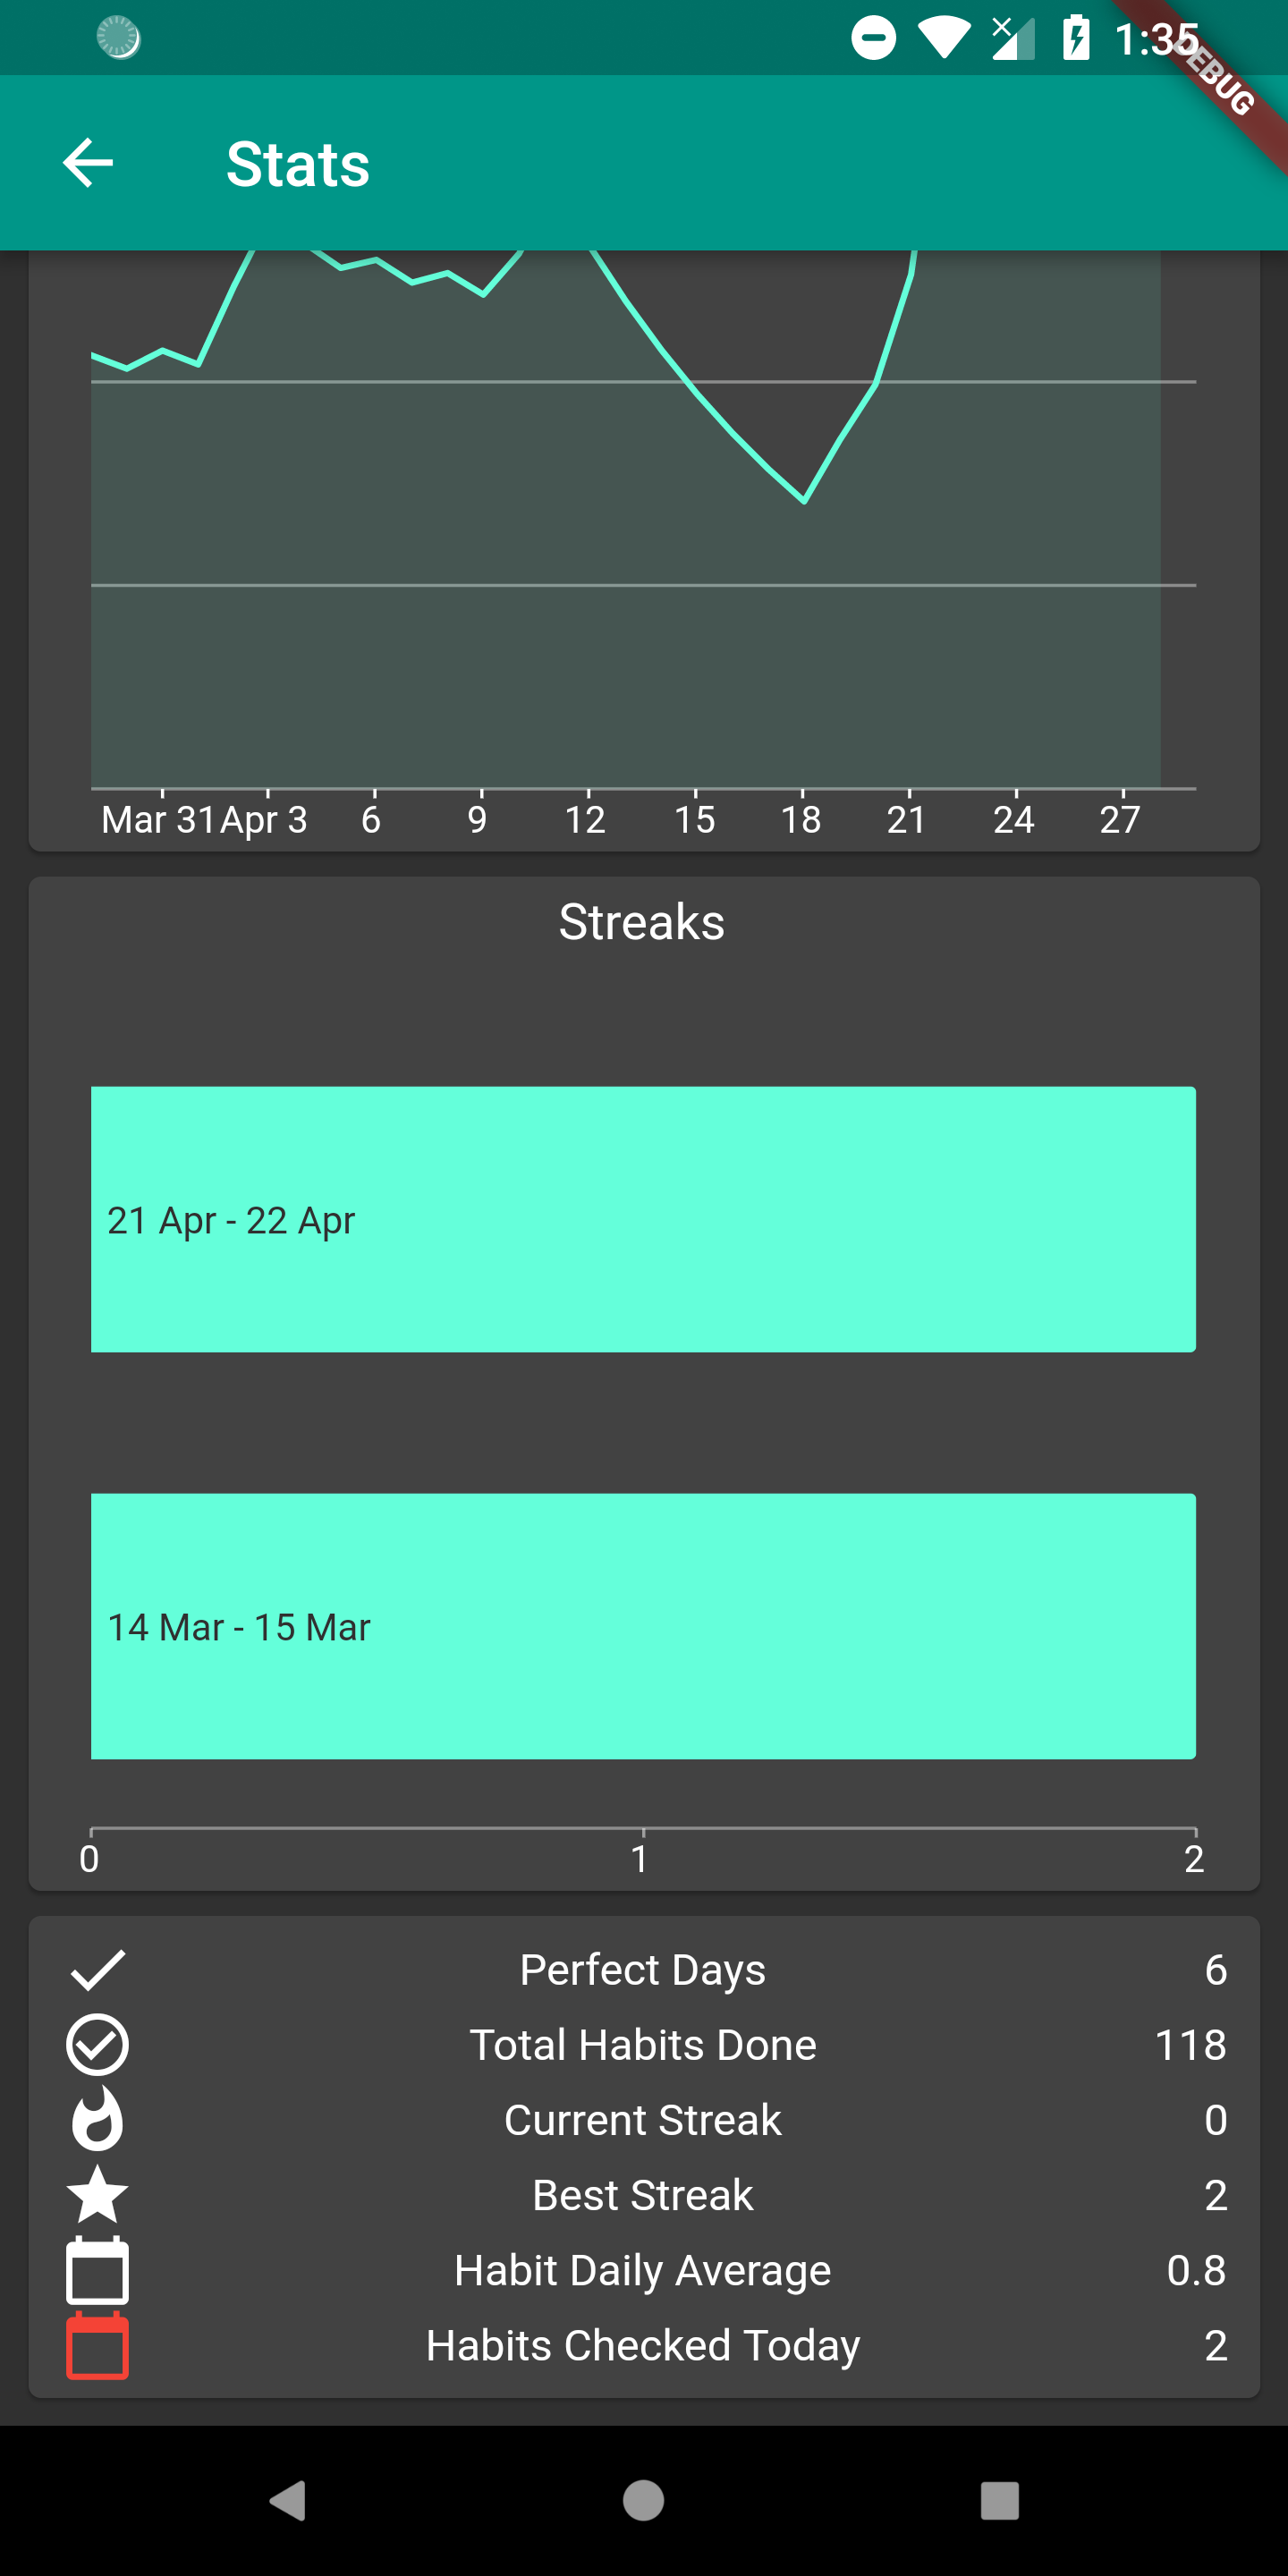 1:35
DEBUG
Stats
Mar 31 Apr 3 6 9 12 15 18 21 24 27
Streaks
21 Apr - 22 Apr
14 Mar - 15 Mar
0 1 2
Perfect Days 6
Total Habits Done 118
Current Streak 0
Best Streak 2
Habit Daily Average 0.8
Habits Checked Today 2